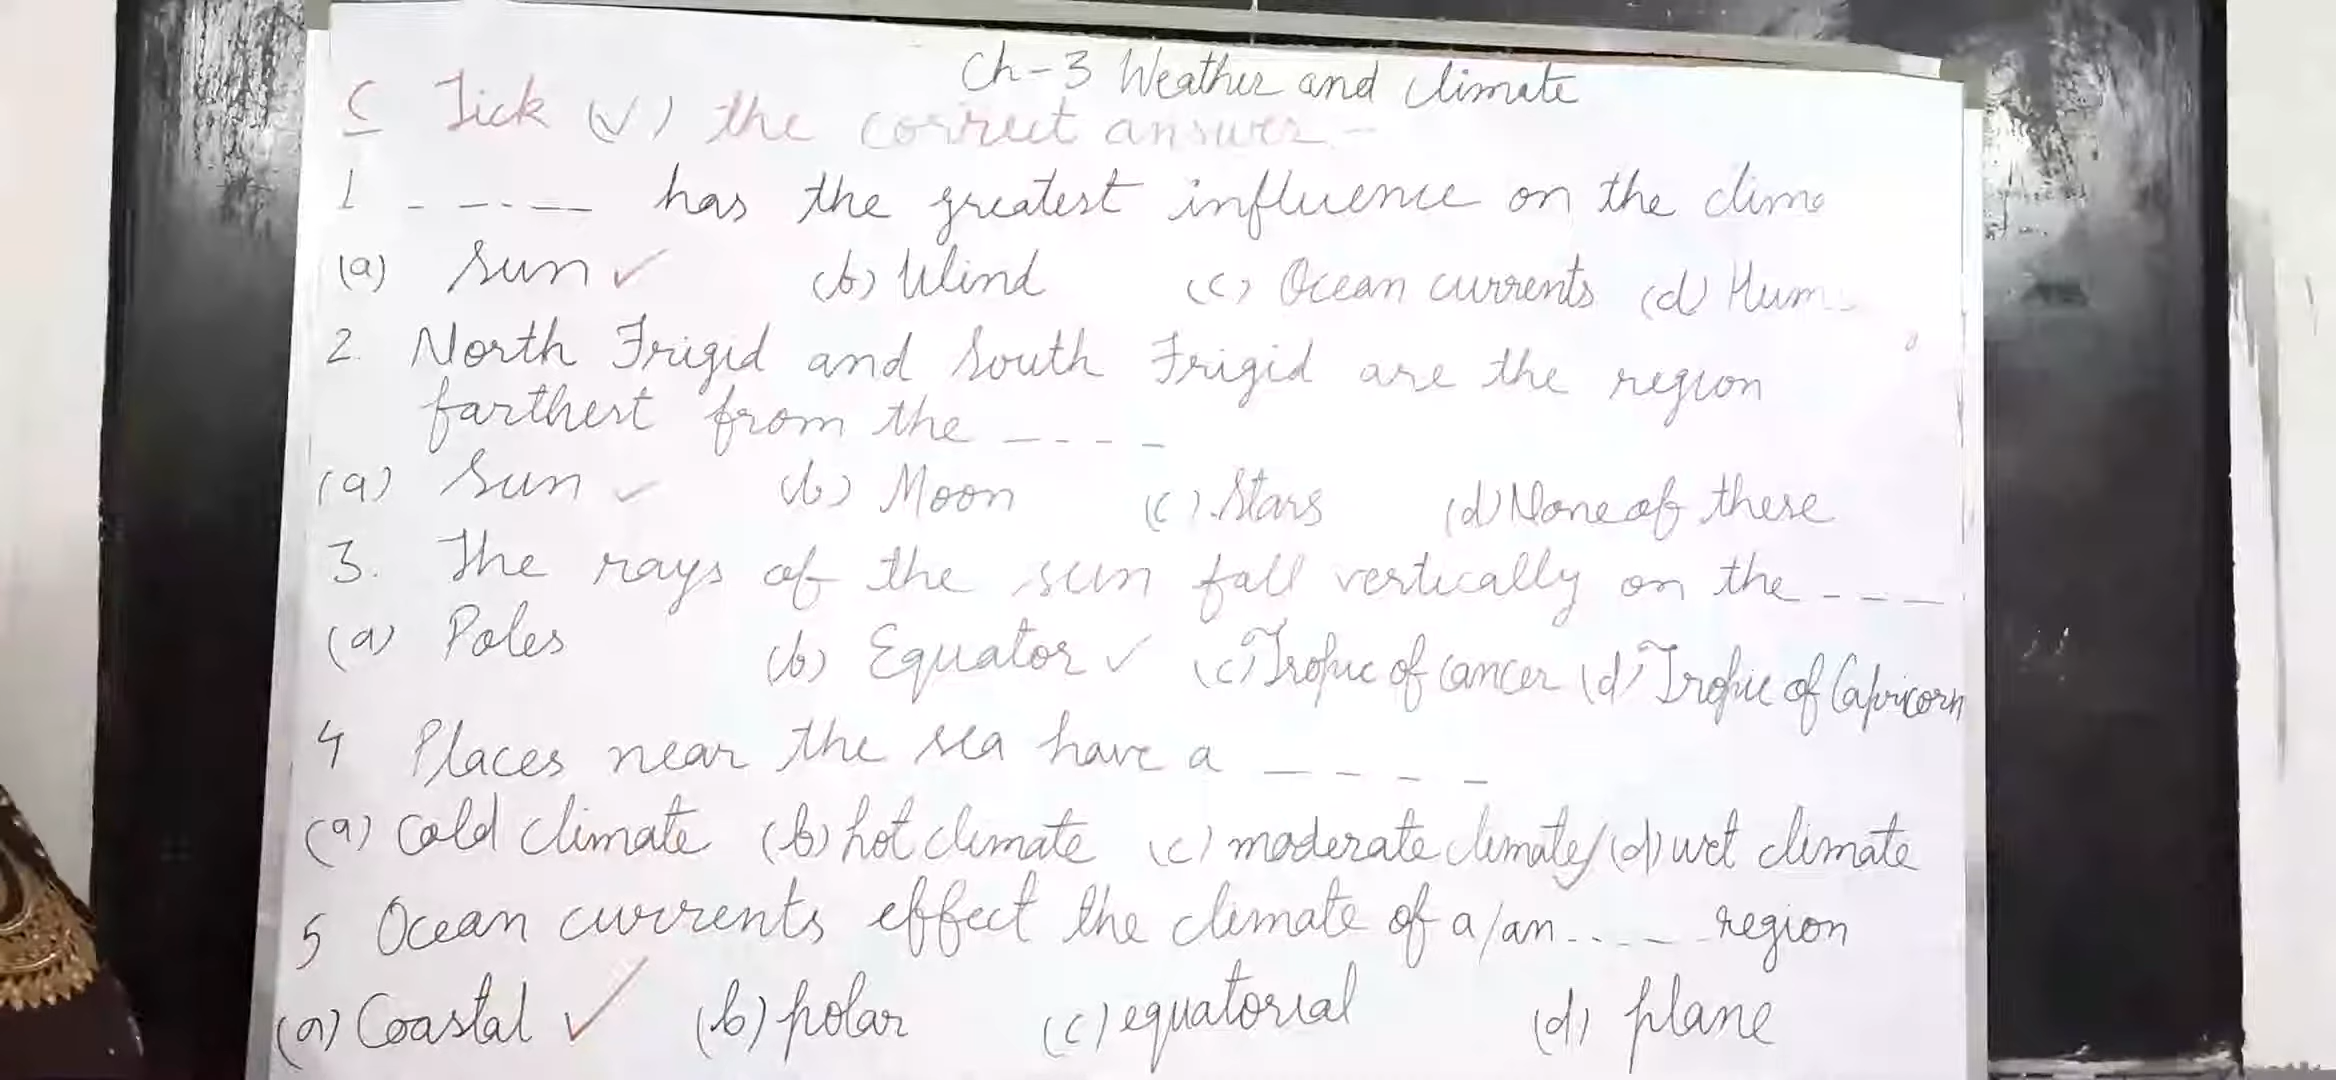 Ch-3 Weather and climate
C Tick (✓) the correct answer -
1 _ _ _ _ _ has the greatest influence on the clim
(a) Sun ✓ (b) Wind (c) Ocean currents (d) Hum
2. North Frigid and South Frigid are the region
farthest from the _ _ _ _
(a) Sun ✓ (b) Moon (c) Stars (d) None of these
3. The rays of the sun fall vertically on the _ _ _ _
(a) Poles (b) Equator ✓ (c) Tropic of cancer (d) Tropic of Capricorn
4 Places near the sea have a _ _ _ _ _
(a) Cold climate (b) hot climate (c) moderate climate ✓ (d) wet climate
5 Ocean currents effect the climate of a/an ..._ _ region
(a) Coastal ✓ (b) polar (c) equatorial (d) plane